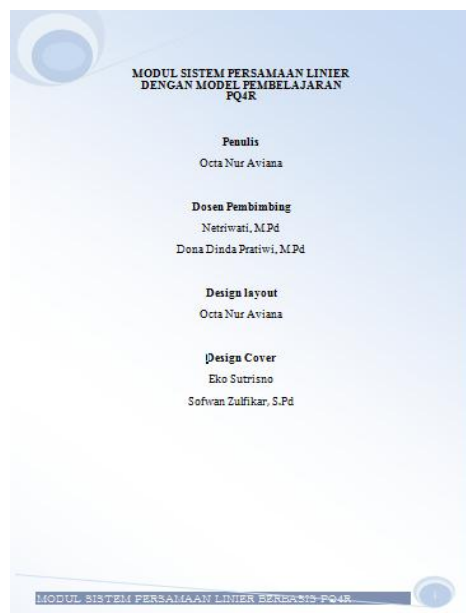 MODUL SISTEM PERSAMAAN LINIER
DENGAN MODEL PEMBELAJARAN
PQ4R
Penulis
Octa Nur Aviana
Dosen Pembimbing
Netriwati, M.Pd
Dona Dinda Pratiwi, M.Pd
Design layout
Octa Nur Aviana
Design Cover
Eko Sutrisno
Sofwan Zulfikar, S.Pd
MODUL SISTEM PERSAMAAN LINIER BERBASIS PQ4R